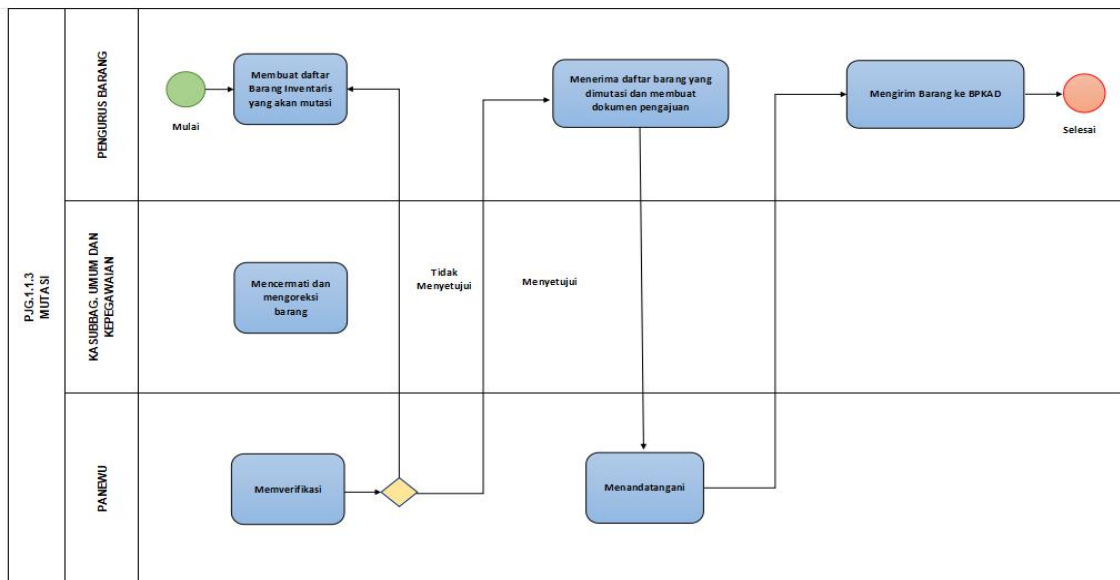 PJG.1.1.3
MUTASI
PENGURUS BARANG
Mulai
Membuat daftar
Barang Inventaris
yang akan mutasi
Menerima daftar barang yang
dimutasi dan membuat
dokumen pengajuan
Mengirim Barang ke BPKAD
Selesai
KASUBBAG. UMUM DAN
KEPEGAWAIAN
Mencermati dan
mengoreksi
barang
Tidak
Menyetujui
Menyetujui
PANEWU
Memverifikasi
Menandatangani